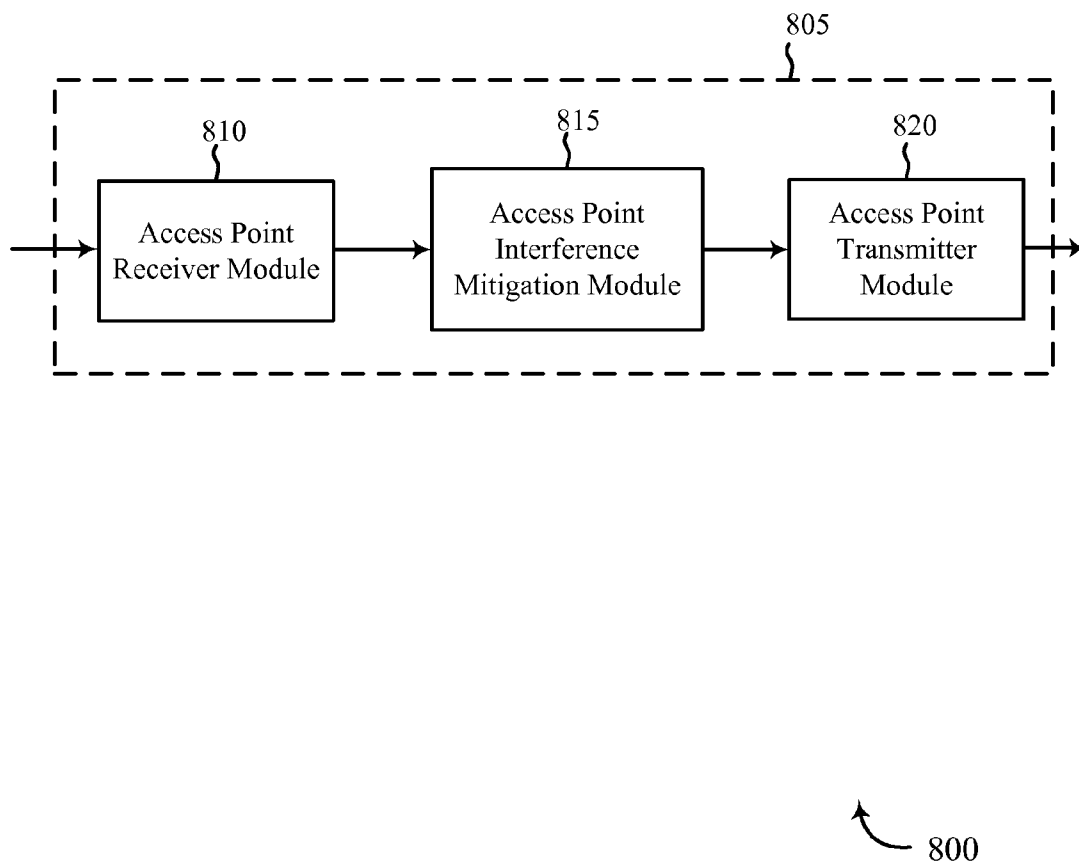 805
810
815
820
Access Point
Receiver Module
Access Point
Interference
Mitigation Module
Access Point
Transmitter
Module
800